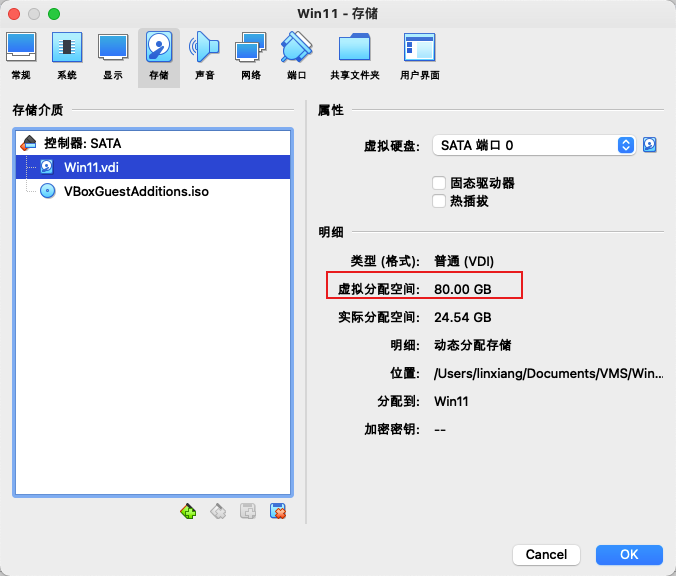 Win11 - 存储
常规 系统 显示 存储 声音 网络 端口 共享文件夹 用户界面
存储介质
控制器: SATA
Win11.vdi
VBoxGuestAdditions.iso
属性
虚拟硬盘: SATA 端口 0
固态驱动器
热插拔
明细
类型 (格式): 普通 (VDI)
虚拟分配空间: 80.00 GB
实际分配空间: 24.54 GB
明细: 动态分配存储
位置: /Users/linxiang/Documents/VMS/Win...
分配到: Win11
加密密钥: --
Cancel OK